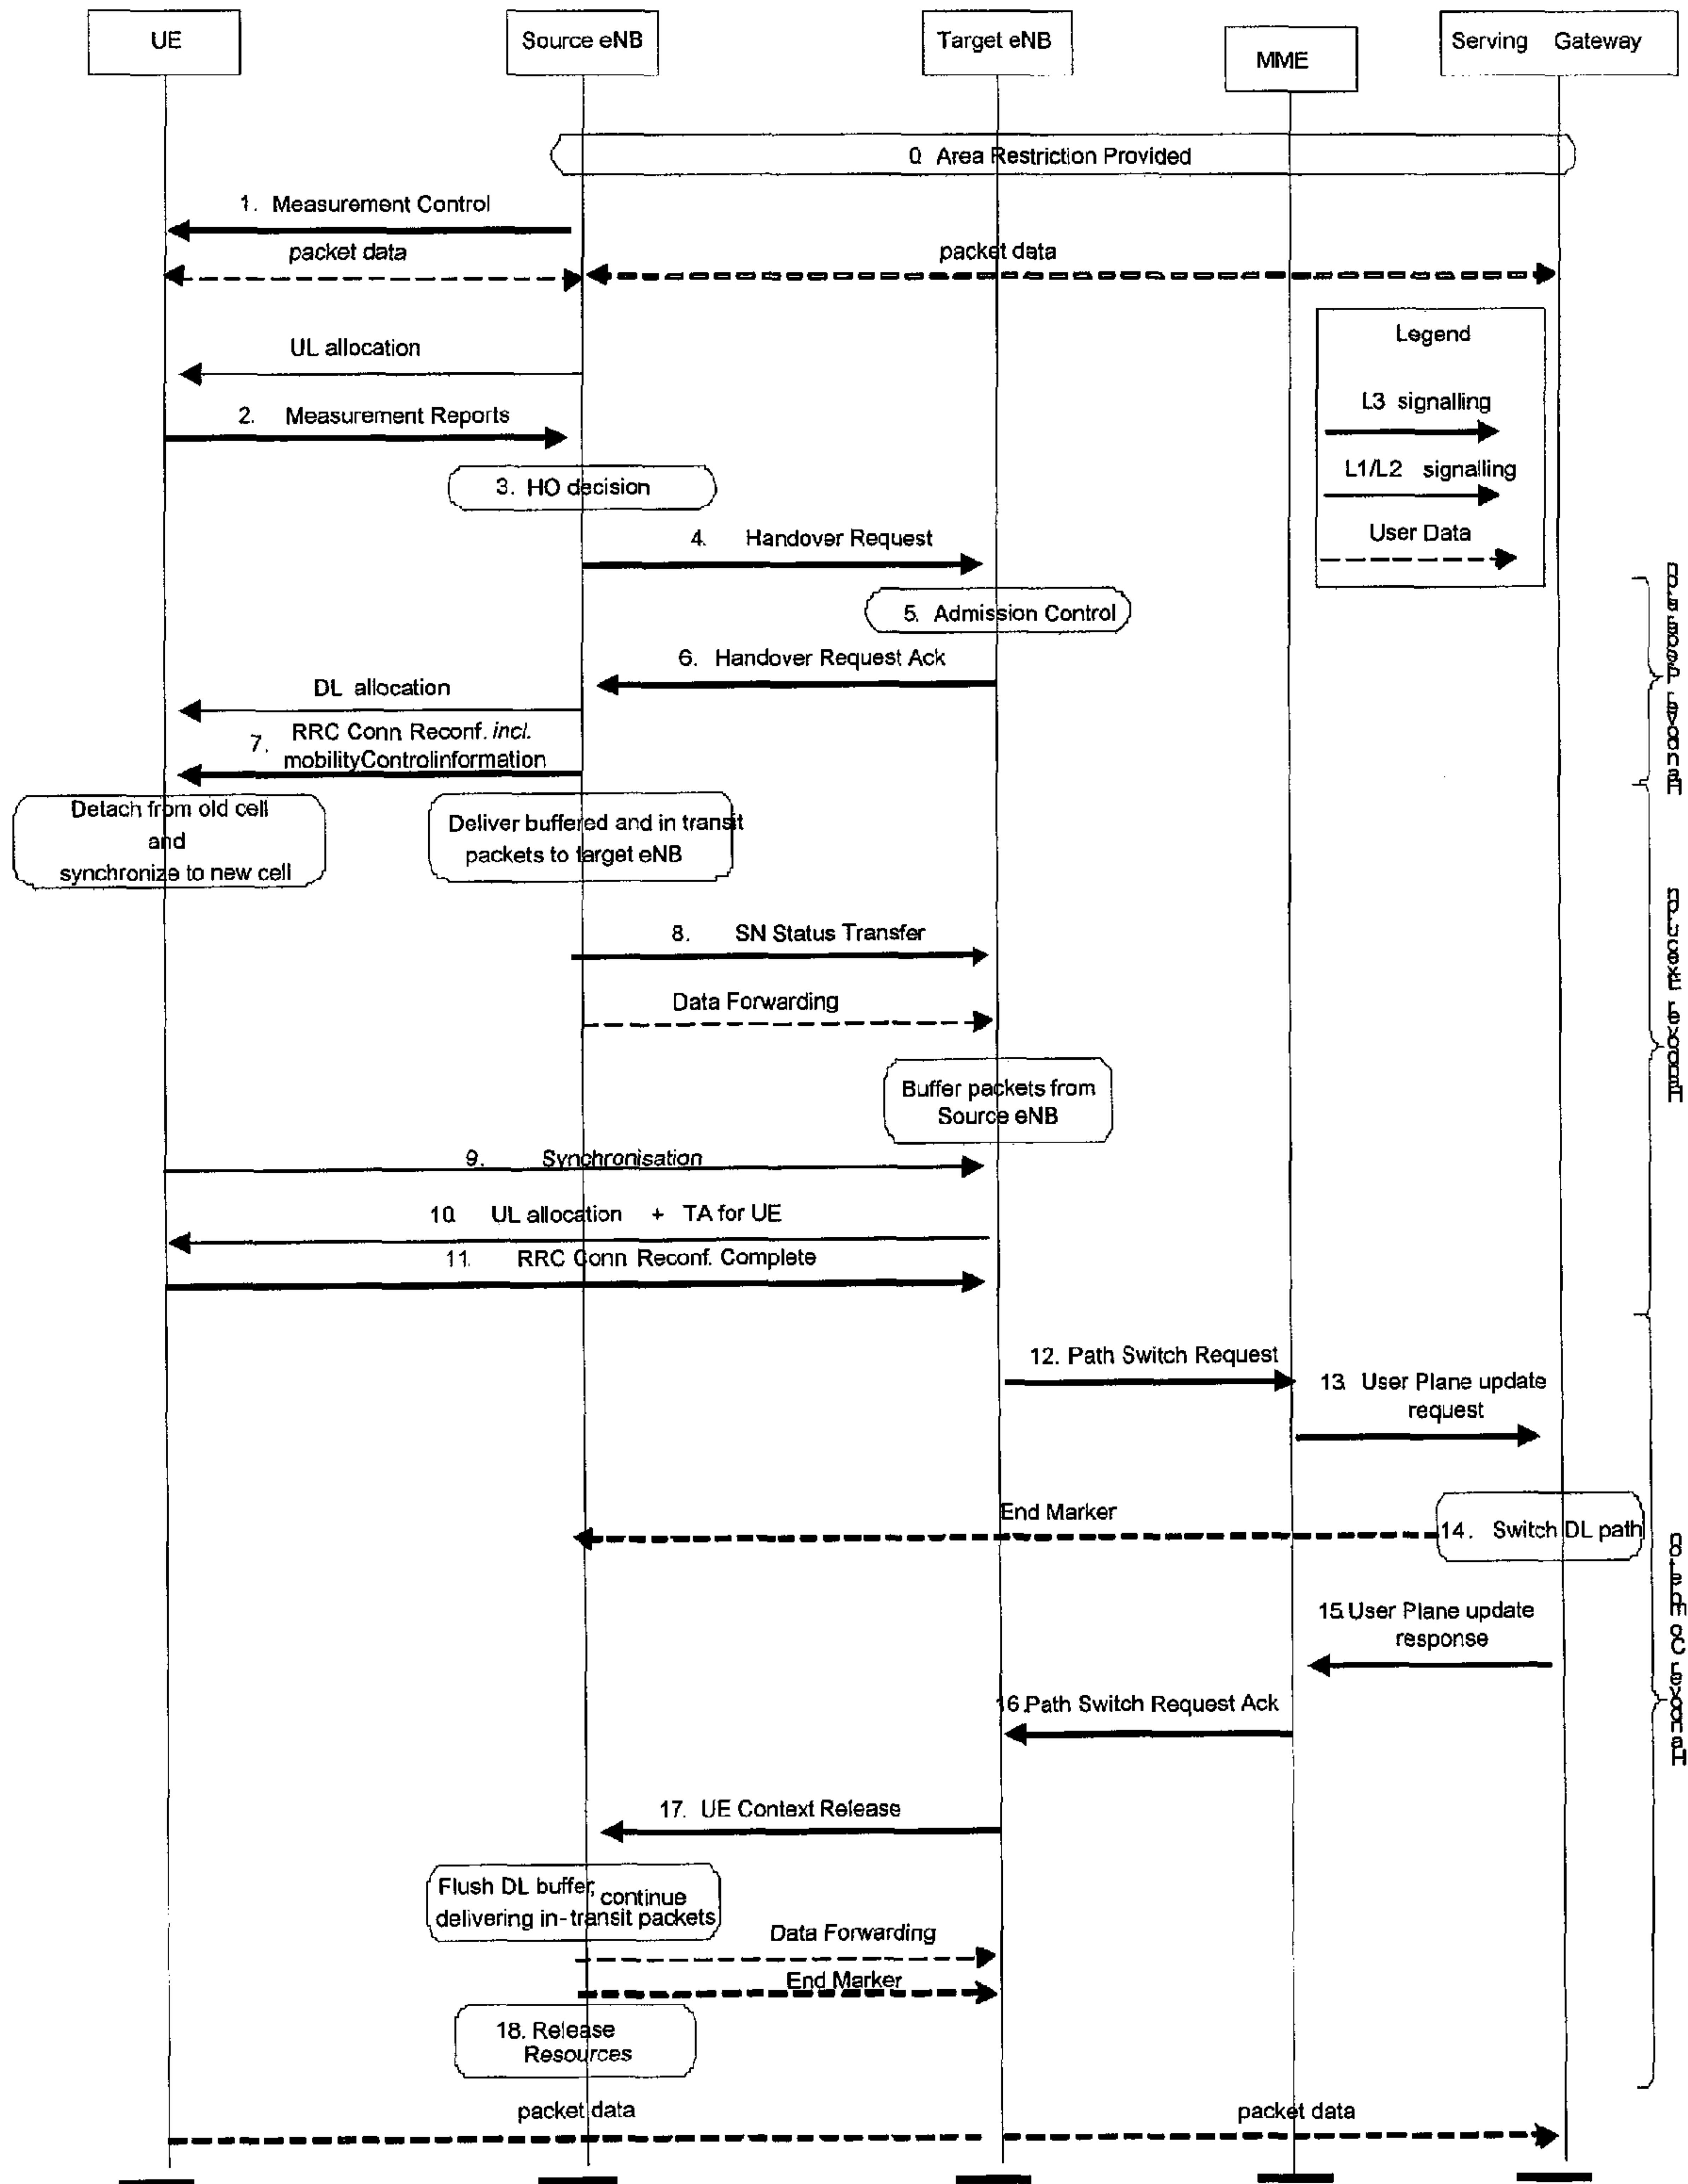 UE
Source eNB
Target eNB
MME
Serving Gateway
0. Area Restriction Provided
1. Measurement Control
packet data
packet data
Legend
UL allocation
L3 signalling
2. Measurement Reports
L1/L2 signalling
3. HO decision
User Data
4. Handover Request
5. Admission Control
6. Handover Request Ack
DL allocation
7. RRC Conn Reconf. incl.
mobilityControlinformation
Detach from old cell
and
synchronize to new cell
Deliver buffered and in transit
packets to target eNB
8. SN Status Transfer
Data Forwarding
Buffer packets from
Source eNB
9. Synchronisation
10. UL allocation + TA for UE
11. RRC Conn Reconf. Complete
12. Path Switch Request
13. User Plane update
request
End Marker
14. Switch DL path
15.User Plane update
response
16.Path Switch Request Ack
17. UE Context Release
Flush DL buffer, continue
delivering in-transit packets
Data Forwarding
End Marker
18. Release
Resources
packet data
packet data